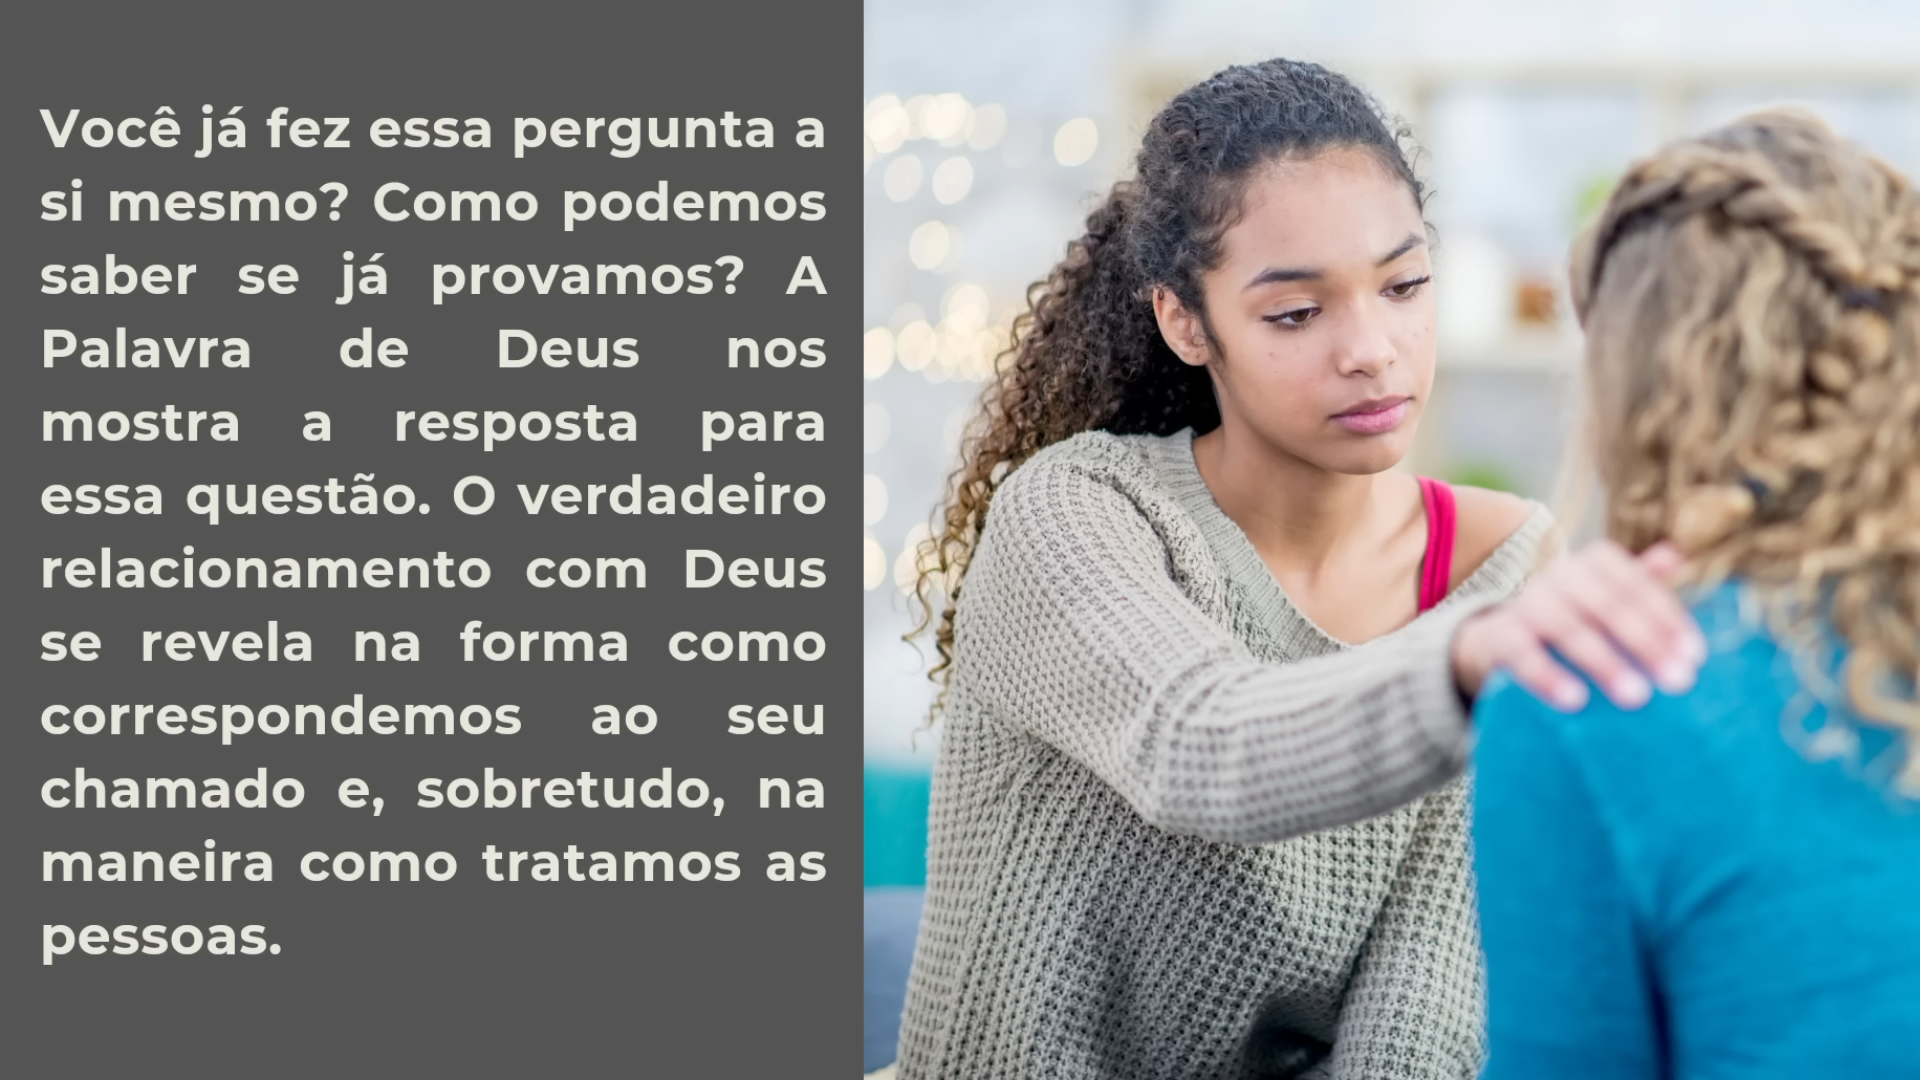 Você já fez essa pergunta a
si mesmo? Como podemos
saber se já provamos? A
Palavra de Deus nos
mostra a resposta para
essa questão. O verdadeiro
relacionamento com Deus
se revela na forma como
correspondemos ao seu
chamado e, sobretudo, na
maneira como tratamos as
pessoas.